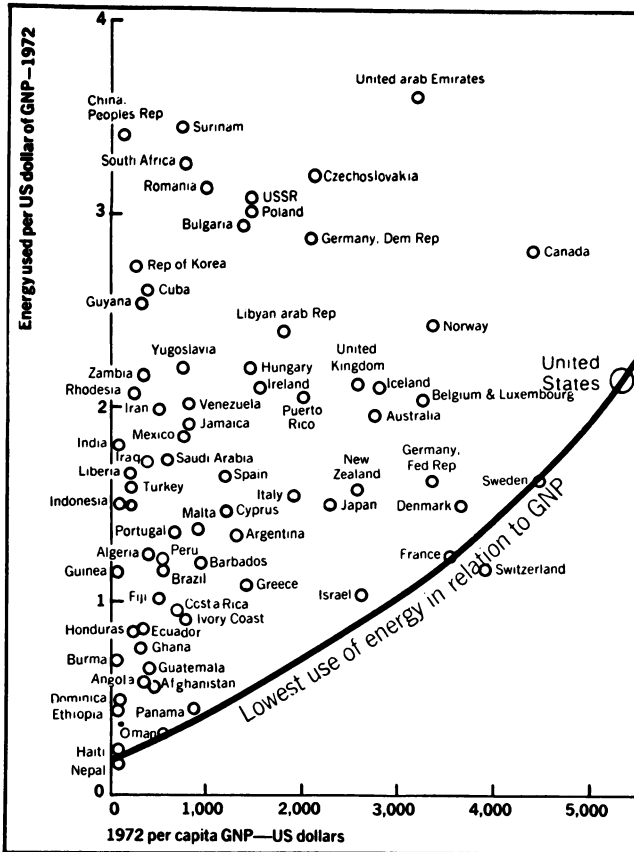 Energy used per US dollar of GNP—1972
4
United arab Emirates
China.
Peoples Rep
Surinam
South Africa
Czechoslovakia
Romania
USSR
3
Poland
Bulgaria
Germany, Dem Rep
Canada
Rep of Korea
Cuba
Guyana
Libyan arab Rep
Norway
Yugoslavia
United
Kingdom
United
States
Zambia
Hungary
Ireland
Iceland
Rhodesia
Belgium & Luxembourg
Iran
Venezuela
Puerto
Rico
2
Jamaica
Australia
Mexico
India
Iraq
Saudi Arabia
Germany,
Fed Rep
New
Zealand
Liberia
Spain
Sweden
Turkey
Italy
Indonesia
Malta
Cyprus
Japan
Denmark
Portugal
Argentina
Algeria
Peru
France
Barbados
Guinea
Brazil
Switzerland
Greece
Israel
Fiji
1
Costa Rica
Ivory Coast
Honduras
Ecuador
Ghana
Burma
Guatemala
Angola
Afghanistan
Dominica
Ethiopia
Panama
Oman
Haiti
Nepal
Lowest use of energy in relation to GNP
0
0
1,000
2,000
3,000
4,000
5,000
1972 per capita GNP—US dollars